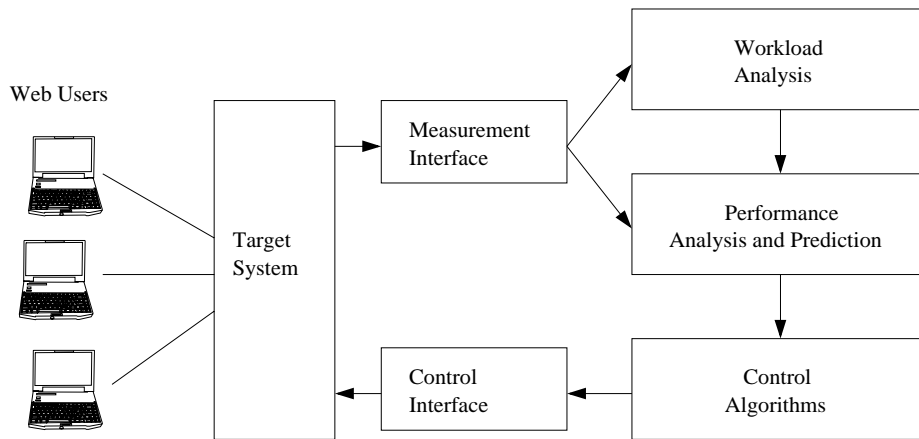 Web Users
Target
System
Measurement
Interface
Workload
Analysis
Performance
Analysis and Prediction
Control
Interface
Control
Algorithms